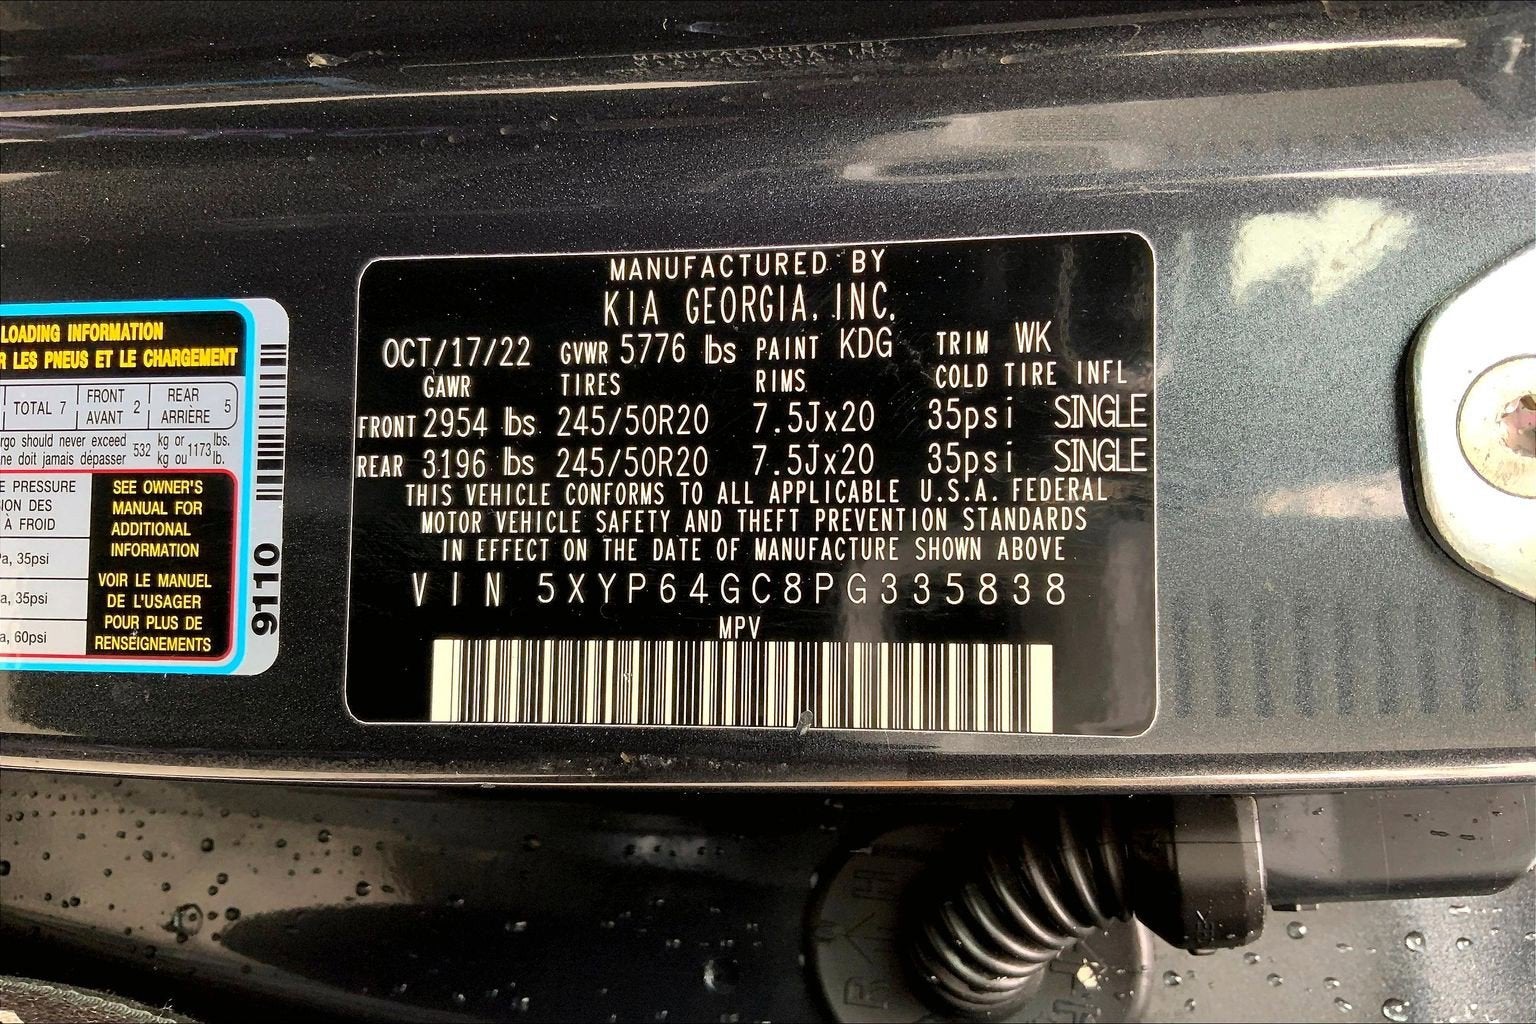 LOADING INFORMATION
R LES PNEUS ET LE CHARGEMENT
TOTAL 7 FRONT AVANT 2 REAR ARRIÈRE 5
rgo should never exceed 532 kg or 1173 lbs.
ne doit jamais dépasser kg ou lb.
E PRESSURE
ION DES
À FROID
a, 35psi
a, 35psi
a, 60psi
SEE OWNER'S
MANUAL FOR
ADDITIONAL
INFORMATION
VOIR LE MANUEL
DE L'USAGER
POUR PLUS DE
RENSEIGNEMENTS
9110
MANUFACTURED BY
KIA GEORGIA, INC.
OCT/17/22 GVWR 5776 lbs PAINT KDG TRIM WK
GAWR TIRES RIMS COLD TIRE INFL
FRONT 2954 lbs 245/50R20 7.5Jx20 35psi SINGLE
REAR 3196 lbs 245/50R20 7.5Jx20 35psi SINGLE
THIS VEHICLE CONFORMS TO ALL APPLICABLE U.S.A. FEDERAL
MOTOR VEHICLE SAFETY AND THEFT PREVENTION STANDARDS
IN EFFECT ON THE DATE OF MANUFACTURE SHOWN ABOVE
VIN 5XYP64GC8PG335838
MPV